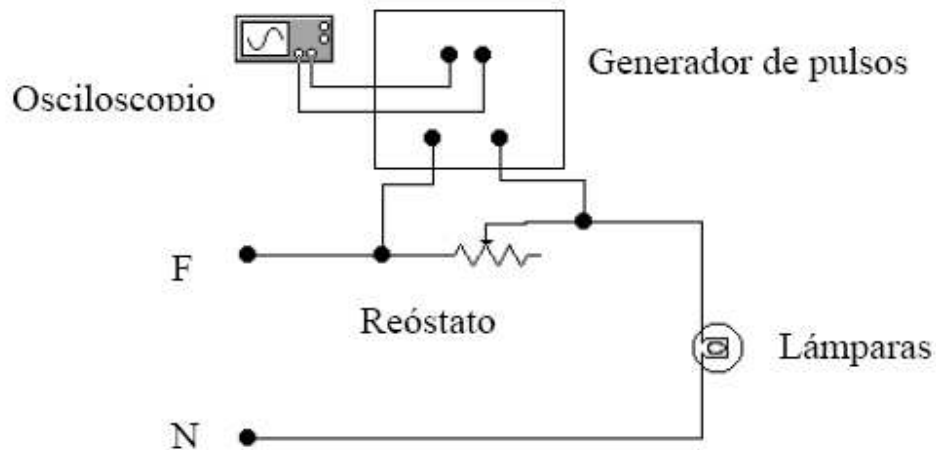 Generador de pulsos
Osciloscopio
F
Reóstato
Lámparas
N